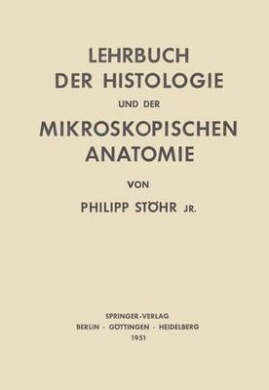 LEHRBUCH
DER HISTOLOGIE
UND DER
MIKROSKOPISCHEN
ANATOMIE
VON
PHILIPP STÖHR JR.
SPRINGER-VERLAG
BERLIN · GÖTTINGEN · HEIDELBERG
1951